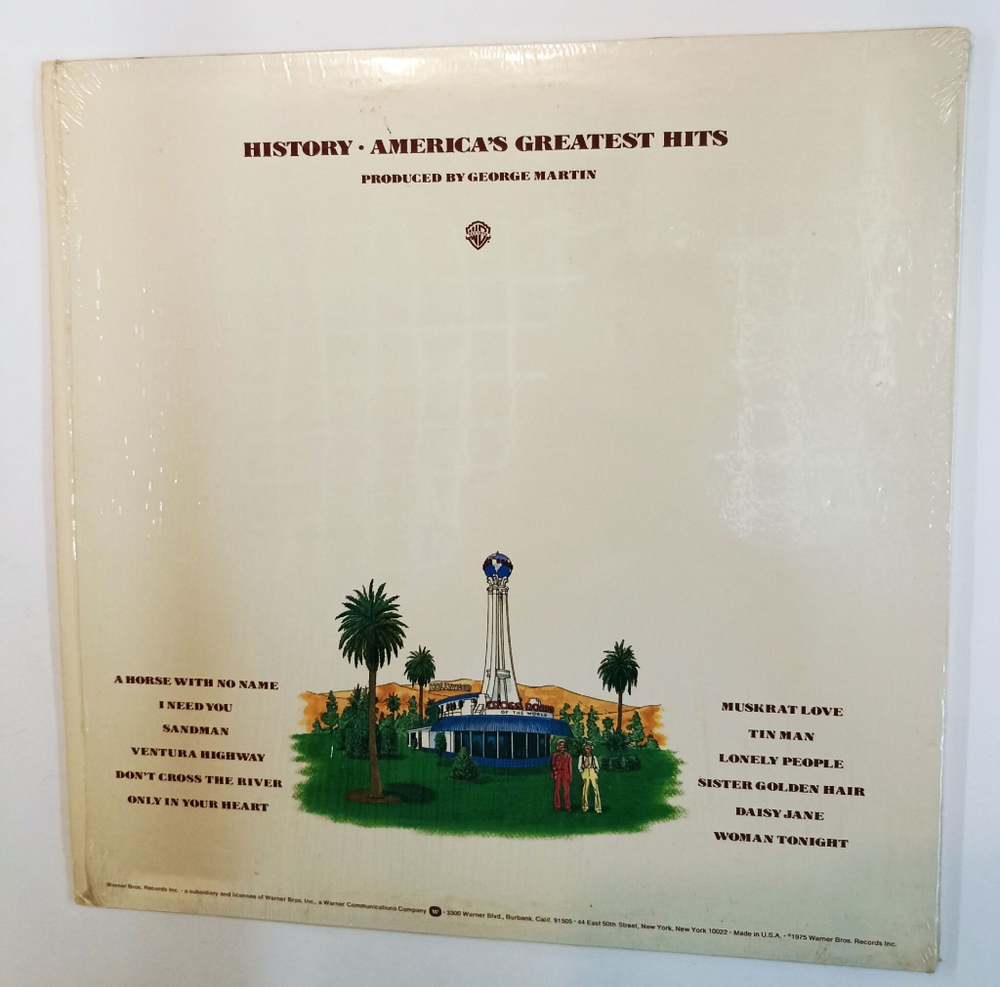 HISTORY · AMERICA'S GREATEST HITS
PRODUCED BY GEORGE MARTIN
HOLLYWOOD
CROSS ROADS
OF THE WORLD
A HORSE WITH NO NAME
I NEED YOU
SANDMAN
VENTURA HIGHWAY
DON'T CROSS THE RIVER
ONLY IN YOUR HEART
MUSKRAT LOVE
TIN MAN
LONELY PEOPLE
SISTER GOLDEN HAIR
DAISY JANE
WOMAN TONIGHT
Warner Bros. Records Inc. · a subsidiary and licensee of Warner Bros. Inc., a Warner Communications Company · 3300 Warner Blvd., Burbank, Calif. 91505 · 44 East 50th Street, New York, New York 10022 · Made in U.S.A. · ℗1975 Warner Bros. Records Inc.